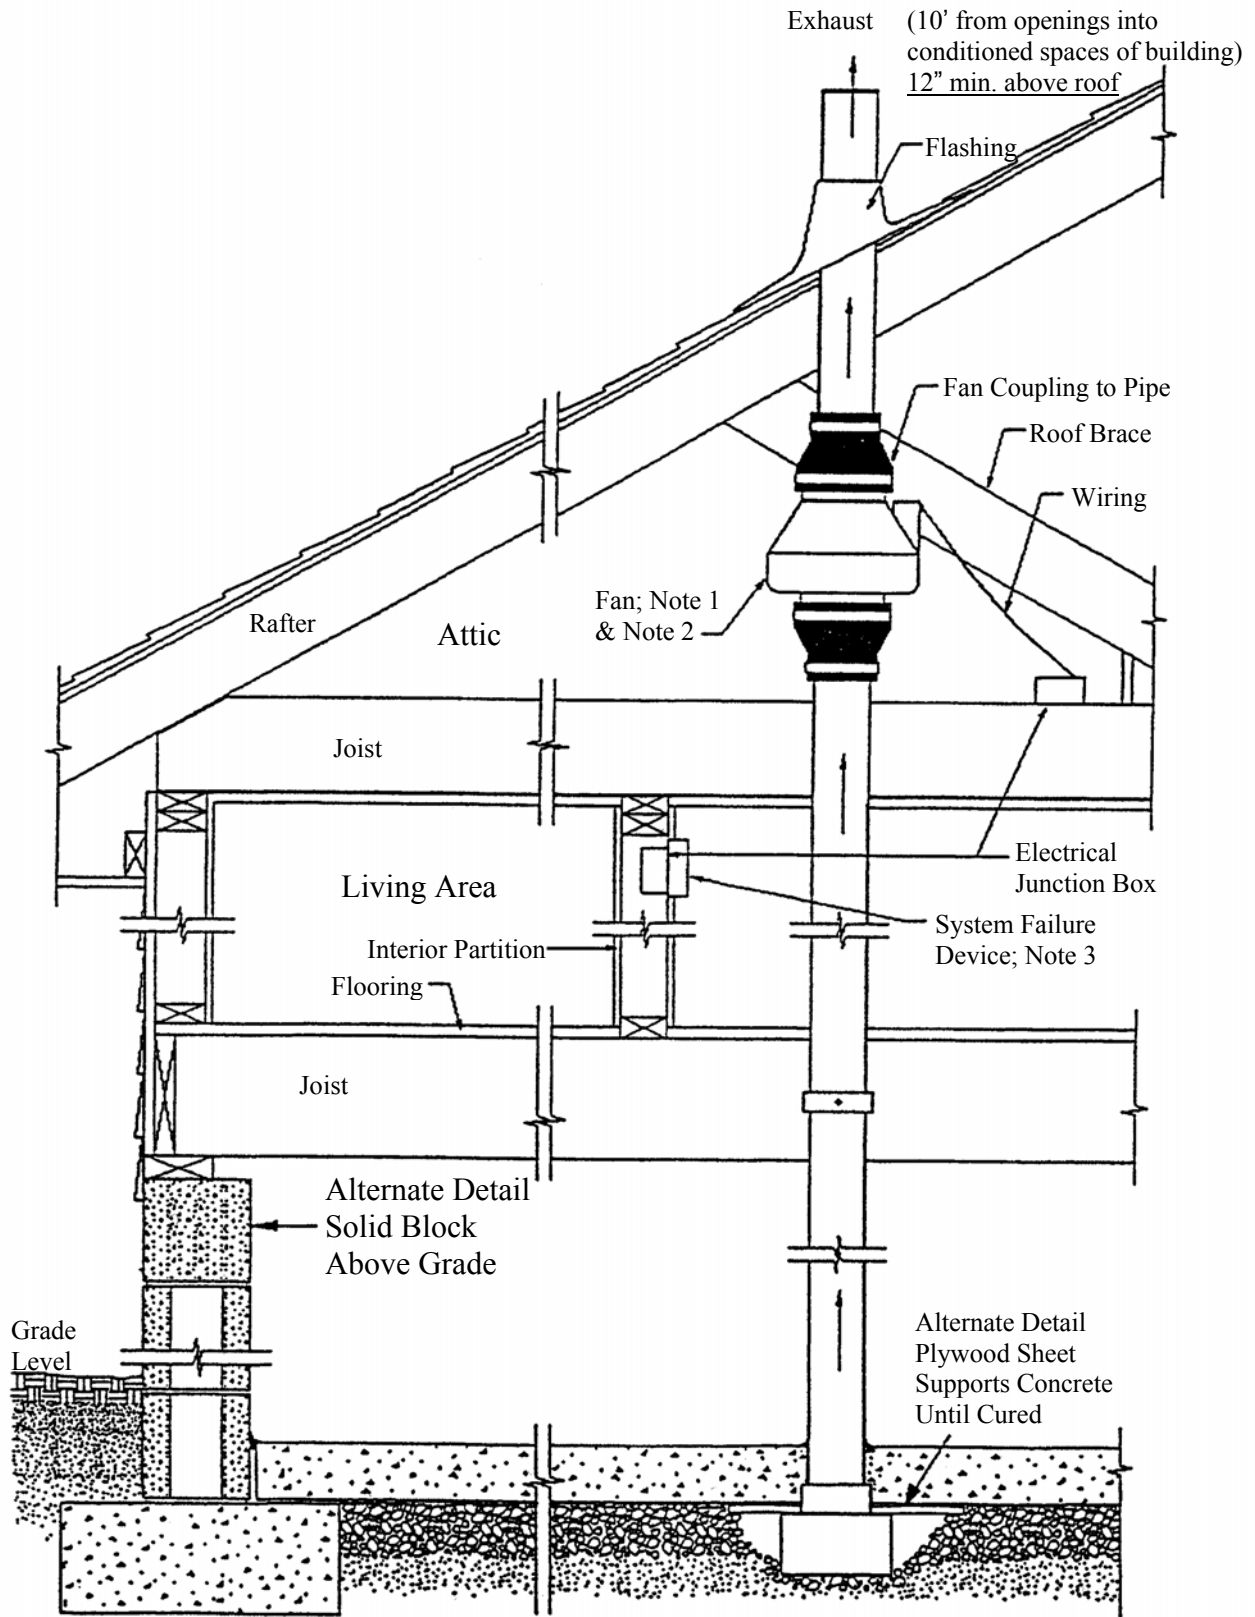 Exhaust
(10’ from openings into
conditioned spaces of building)
12” min. above roof
Flashing
Fan Coupling to Pipe
Roof Brace
Wiring
Fan; Note 1
& Note 2
Rafter
Attic
Joist
Living Area
Electrical
Junction Box
System Failure
Device; Note 3
Interior Partition
Flooring
Joist
Alternate Detail
Solid Block
Above Grade
Grade
Level
Alternate Detail
Plywood Sheet
Supports Concrete
Until Cured